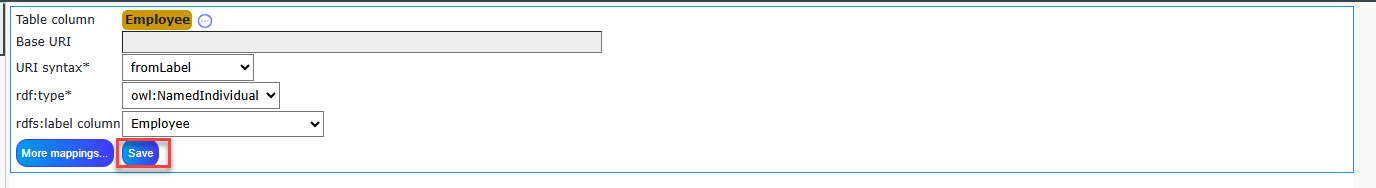 Table column Employee
Base URI
URI syntax* fromLabel
rdf:type* owl:NamedIndividual
rdfs:label column Employee
More mappings... Save